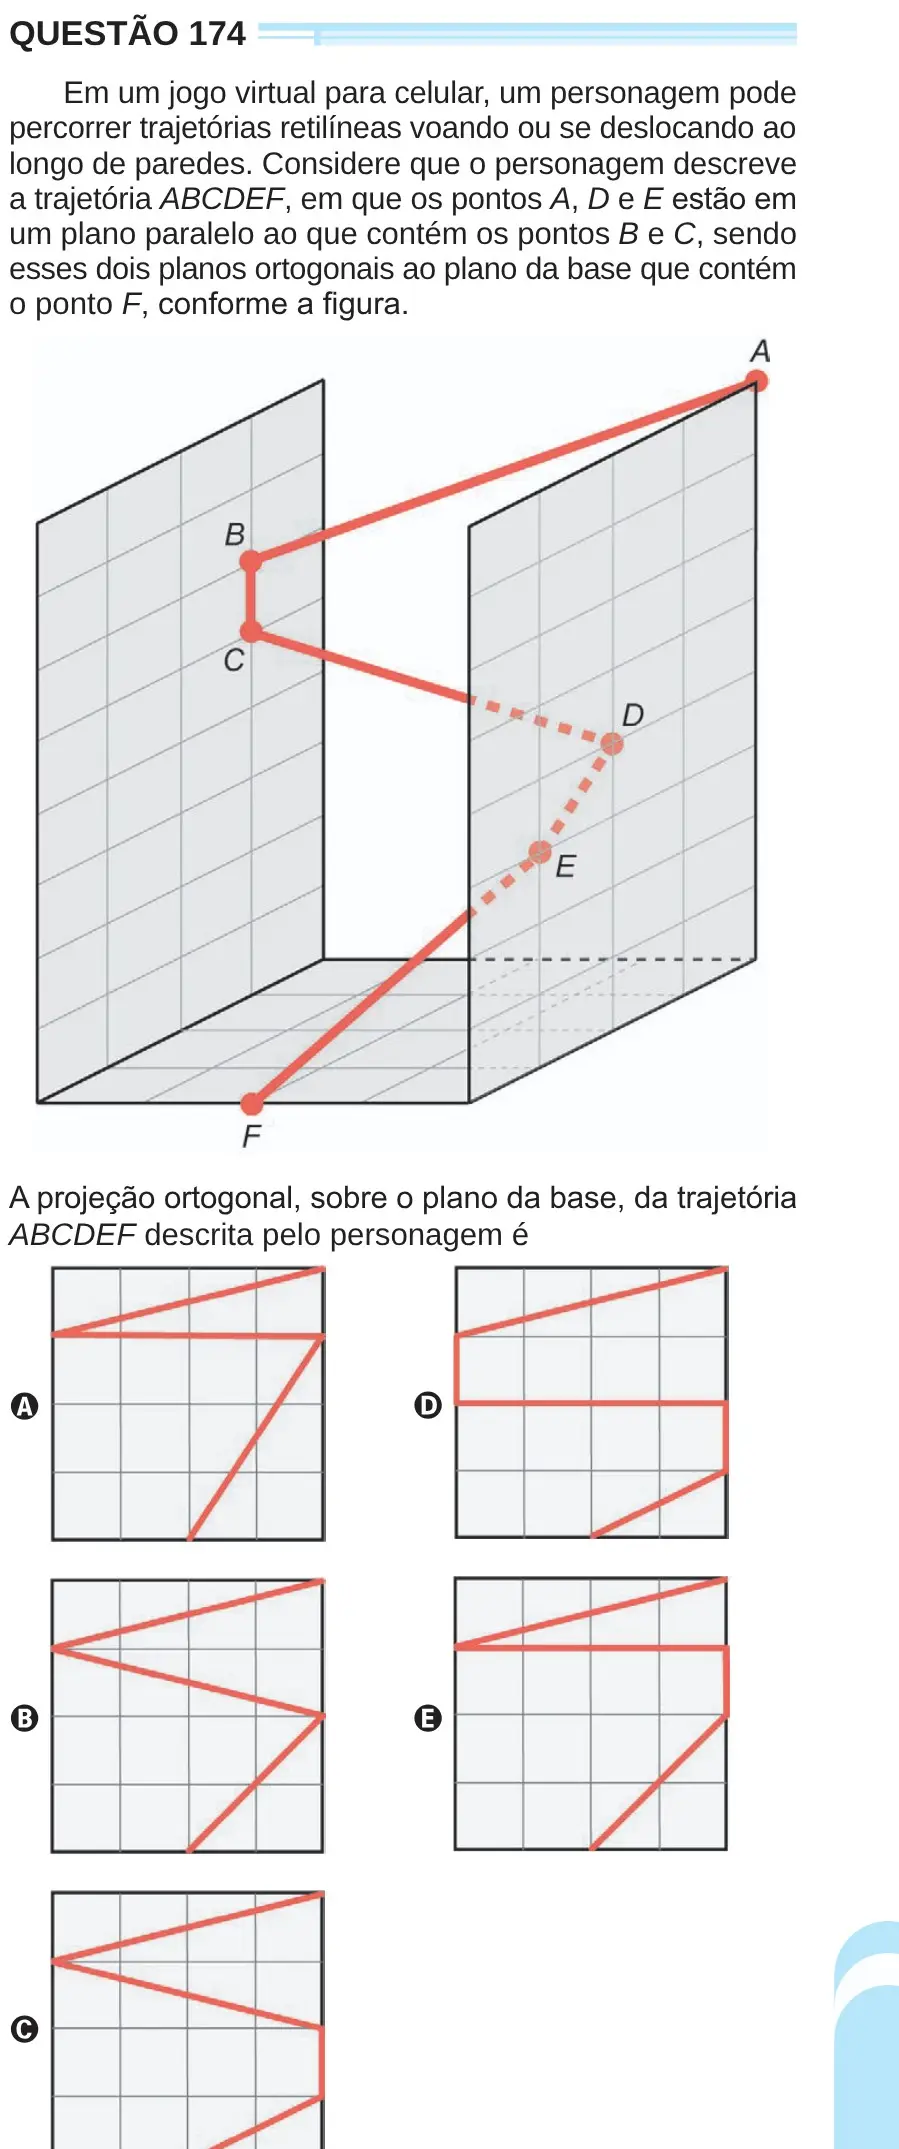 QUESTÃO 174
Em um jogo virtual para celular, um personagem pode
percorrer trajetórias retilíneas voando ou se deslocando ao
longo de paredes. Considere que o personagem descreve
a trajetória ABCDEF, em que os pontos A, D e E estão em
um plano paralelo ao que contém os pontos B e C, sendo
esses dois planos ortogonais ao plano da base que contém
o ponto F, conforme a figura.
A
B
C
D
E
F
A projeção ortogonal, sobre o plano da base, da trajetória
ABCDEF descrita pelo personagem é
A
B
C
D
E